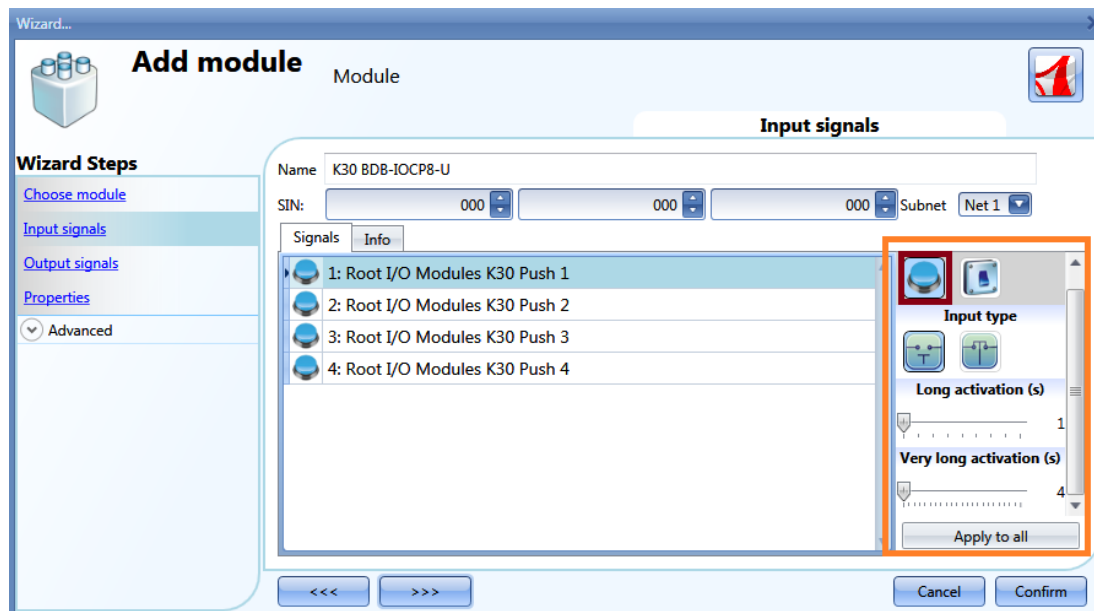 Wizard...
Add module
Module
Input signals
Wizard Steps
Choose module
Input signals
Output signals
Properties
Advanced
Name K30 BDB-IOCP8-U
SIN: 000 000 000 Subnet Net 1
Signals Info
1: Root I/O Modules K30 Push 1
2: Root I/O Modules K30 Push 2
3: Root I/O Modules K30 Push 3
4: Root I/O Modules K30 Push 4
Input type
Long activation (s)
1
Very long activation (s)
4
Apply to all
<<< >>> Cancel Confirm